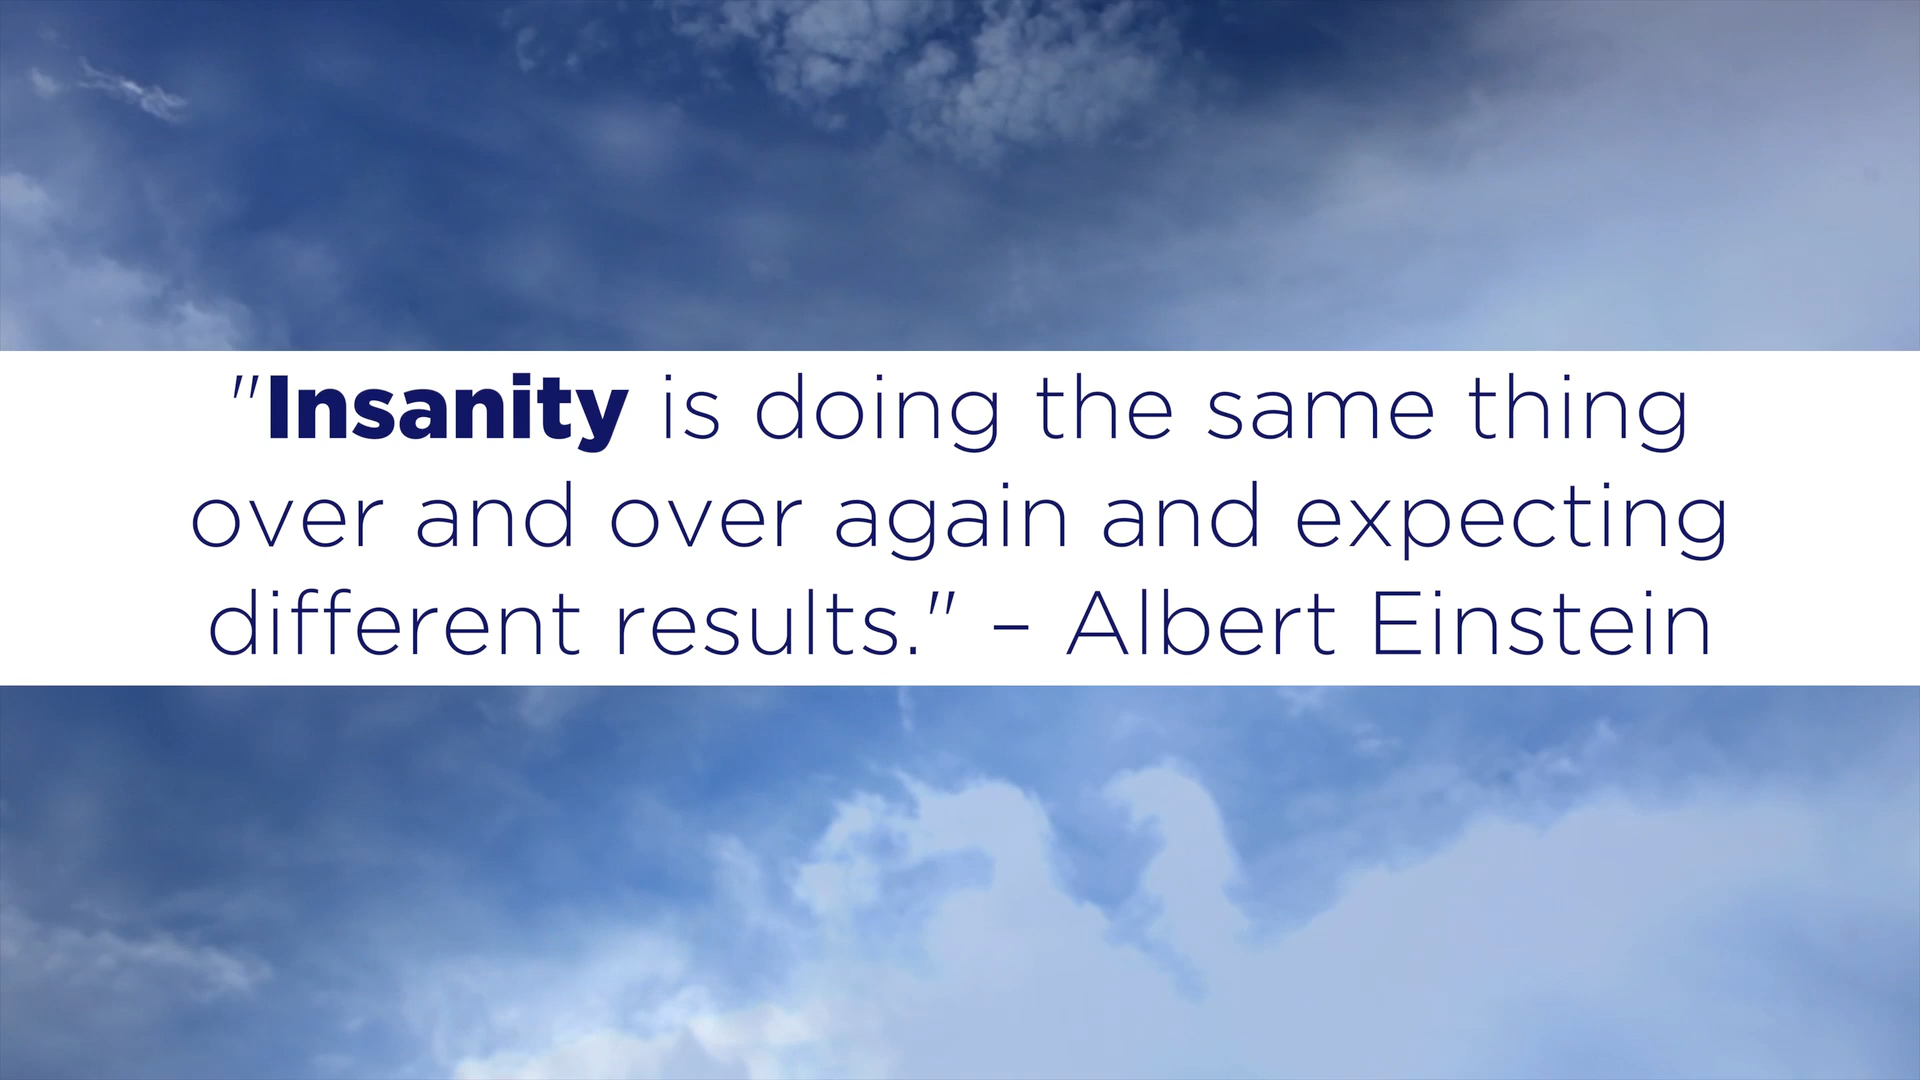 "Insanity is doing the same thing
over and over again and expecting
different results." – Albert Einstein